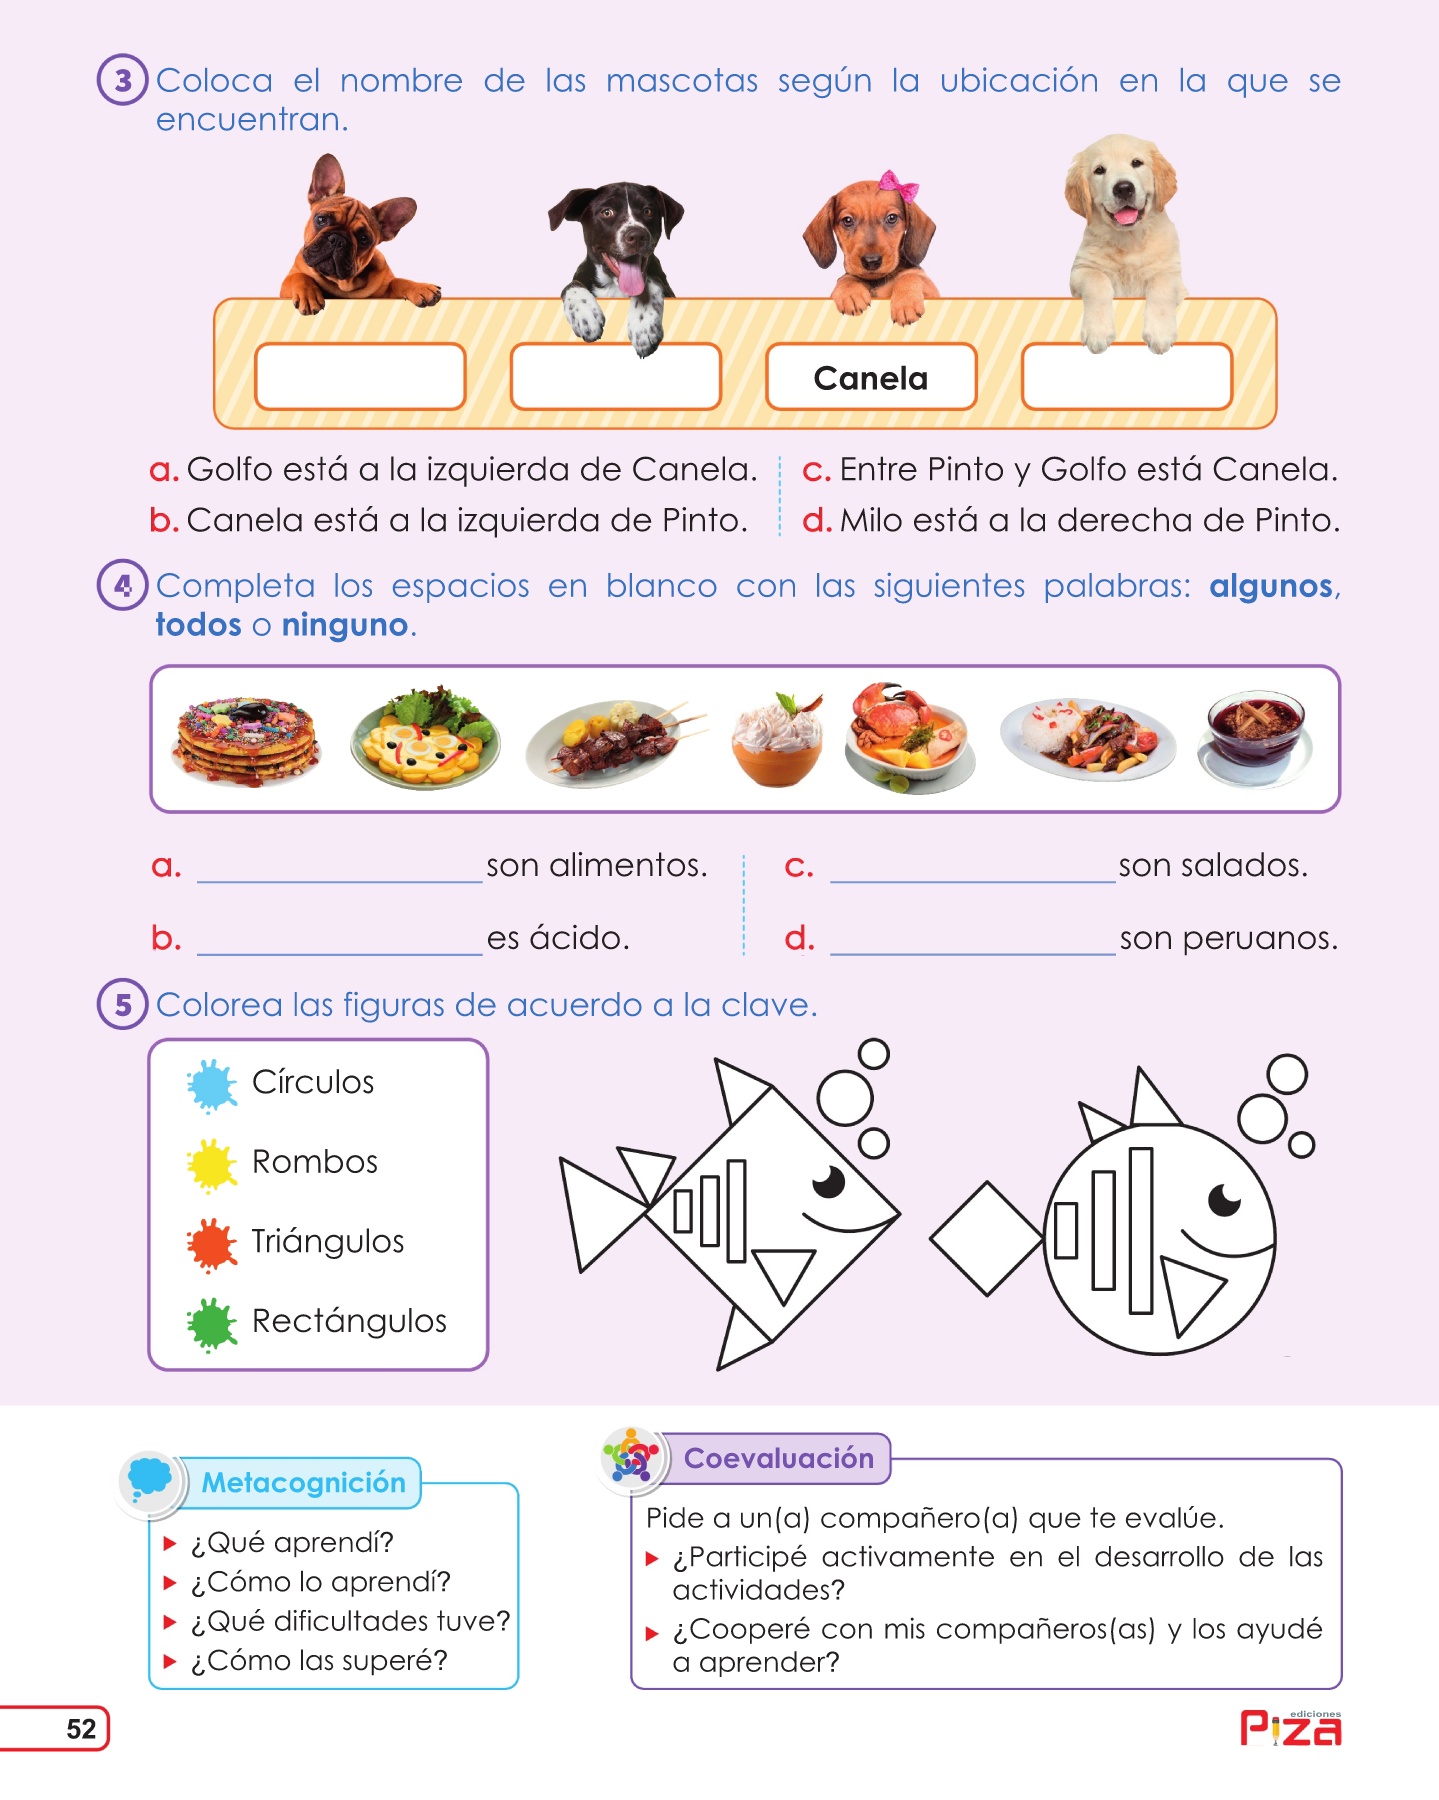 3 Coloca el nombre de las mascotas según la ubicación en la que se
encuentran.
Canela
a. Golfo está a la izquierda de Canela.
b. Canela está a la izquierda de Pinto.
c. Entre Pinto y Golfo está Canela.
d. Milo está a la derecha de Pinto.
4 Completa los espacios en blanco con las siguientes palabras: algunos,
todos o ninguno.
a. ____ son alimentos.
b. ____ es ácido.
c. ____ son salados.
d. ____ son peruanos.
5 Colorea las figuras de acuerdo a la clave.
Círculos
Rombos
Triángulos
Rectángulos
Metacognición
¿Qué aprendí?
¿Cómo lo aprendí?
¿Qué dificultades tuve?
¿Cómo las superé?
Coevaluación
Pide a un(a) compañero(a) que te evalúe.
¿Participé activamente en el desarrollo de las
actividades?
¿Cooperé con mis compañeros(as) y los ayudé
a aprender?
52
ediciones
Piza